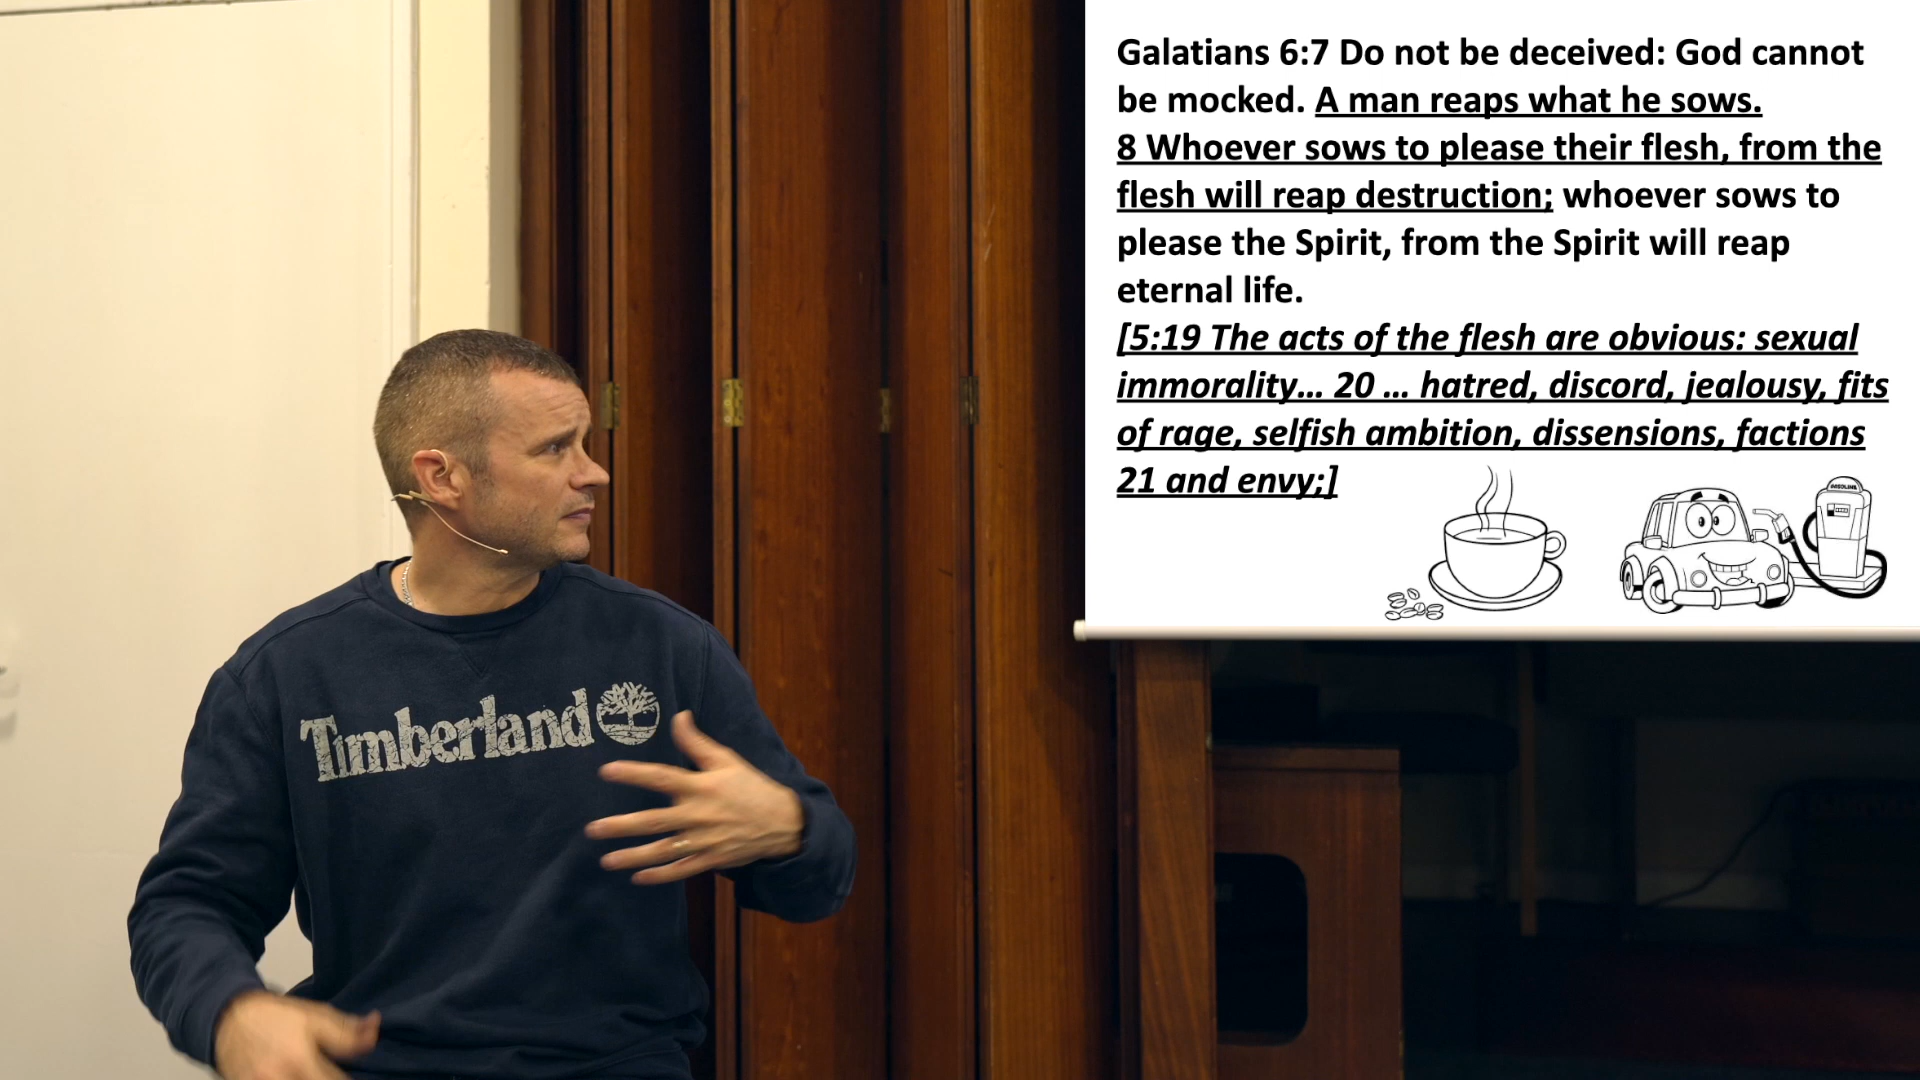 Galatians 6:7 Do not be deceived: God cannot
be mocked. A man reaps what he sows.
8 Whoever sows to please their flesh, from the
flesh will reap destruction; whoever sows to
please the Spirit, from the Spirit will reap
eternal life.
[5:19 The acts of the flesh are obvious: sexual
immorality... 20 ... hatred, discord, jealousy, fits
of rage, selfish ambition, dissensions, factions
21 and envy;]
GASOLINE
Timberland